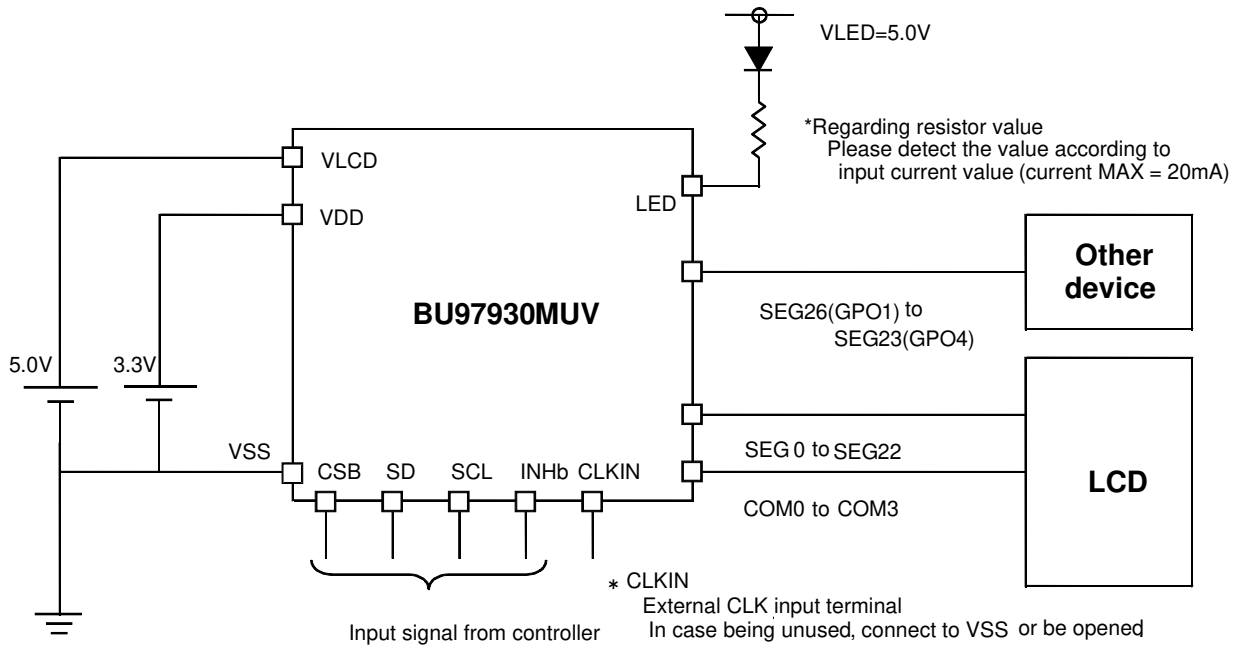 VLED=5.0V
*Regarding resistor value
Please detect the value according to
input current value (current MAX = 20mA)
VLCD
LED
VDD
Other
device
BU97930MUV
SEG26(GPO1) to
SEG23(GPO4)
5.0V
3.3V
VSS
CSB SD SCL INHb CLKIN
SEG 0 to SEG22
LCD
COM0 to COM3
* CLKIN
External CLK input terminal
Input signal from controller
In case being unused, connect to VSS or be opened